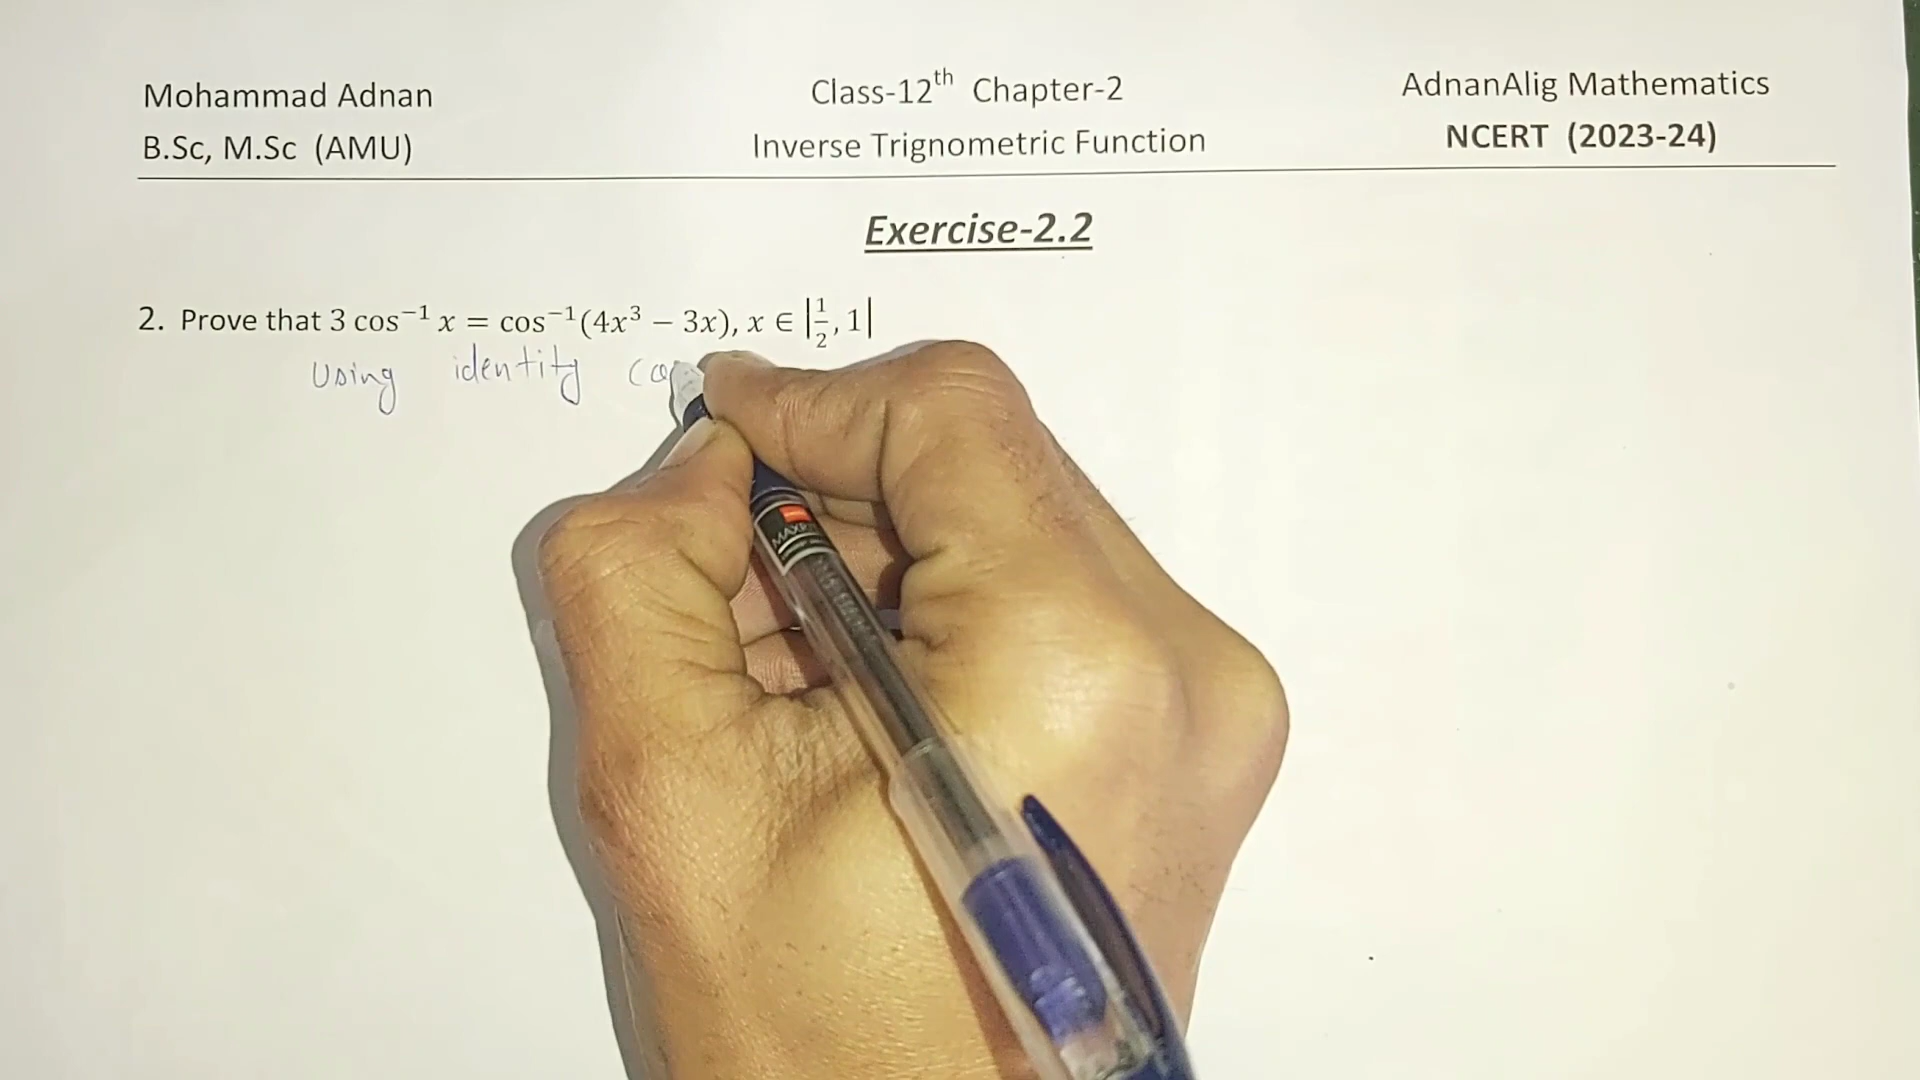 Mohammad Adnan
B.Sc, M.Sc (AMU)
Class-12th Chapter-2
Inverse Trignometric Function
AdnanAlig Mathematics
NCERT (2023-24)
Exercise-2.2
2. Prove that 3 cos⁻¹ x = cos⁻¹(4x³ − 3x), x ∈ |1/2, 1|
Using identity